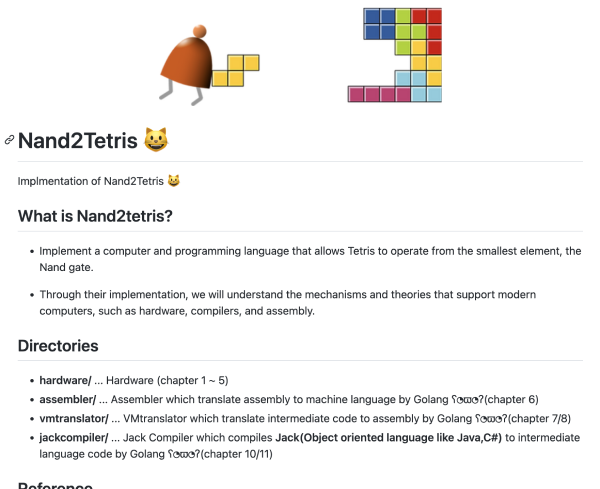 Nand2Tetris 😺
Implmentation of Nand2Tetris 😺
What is Nand2tetris?
• Implement a computer and programming language that allows Tetris to operate from the smallest element, the
Nand gate.
• Through their implementation, we will understand the mechanisms and theories that support modern
computers, such as hardware, compilers, and assembly.
Directories
• hardware/ ... Hardware (chapter 1 ~ 5)
• assembler/ ... Assembler which translate assembly to machine language by Golang ʕ◔ϖ◔?(chapter 6)
• vmtranslator/ ... VMtranslator which translate intermediate code to assembly by Golang ʕ◔ϖ◔?(chapter 7/8)
• jackcompiler/ ... Jack Compiler which compiles Jack(Object oriented language like Java,C#) to intermediate
language code by Golang ʕ◔ϖ◔?(chapter 10/11)
Reference